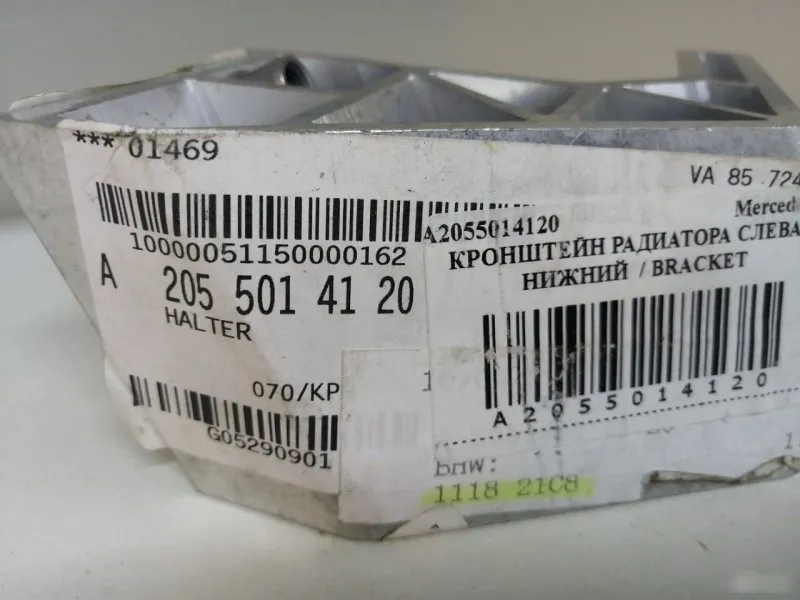 *** 01469
VA 85 724
10000051150000162
A 205 501 41 20
HALTER
070/KP
G05290901
Merced
A2055014120
КРОНШТЕЙН РАДИАТОРА СЛЕВА
НИЖНИЙ / BRACKET
A 2 0 5 5 0 1 4 1 2 0
1118 21C8